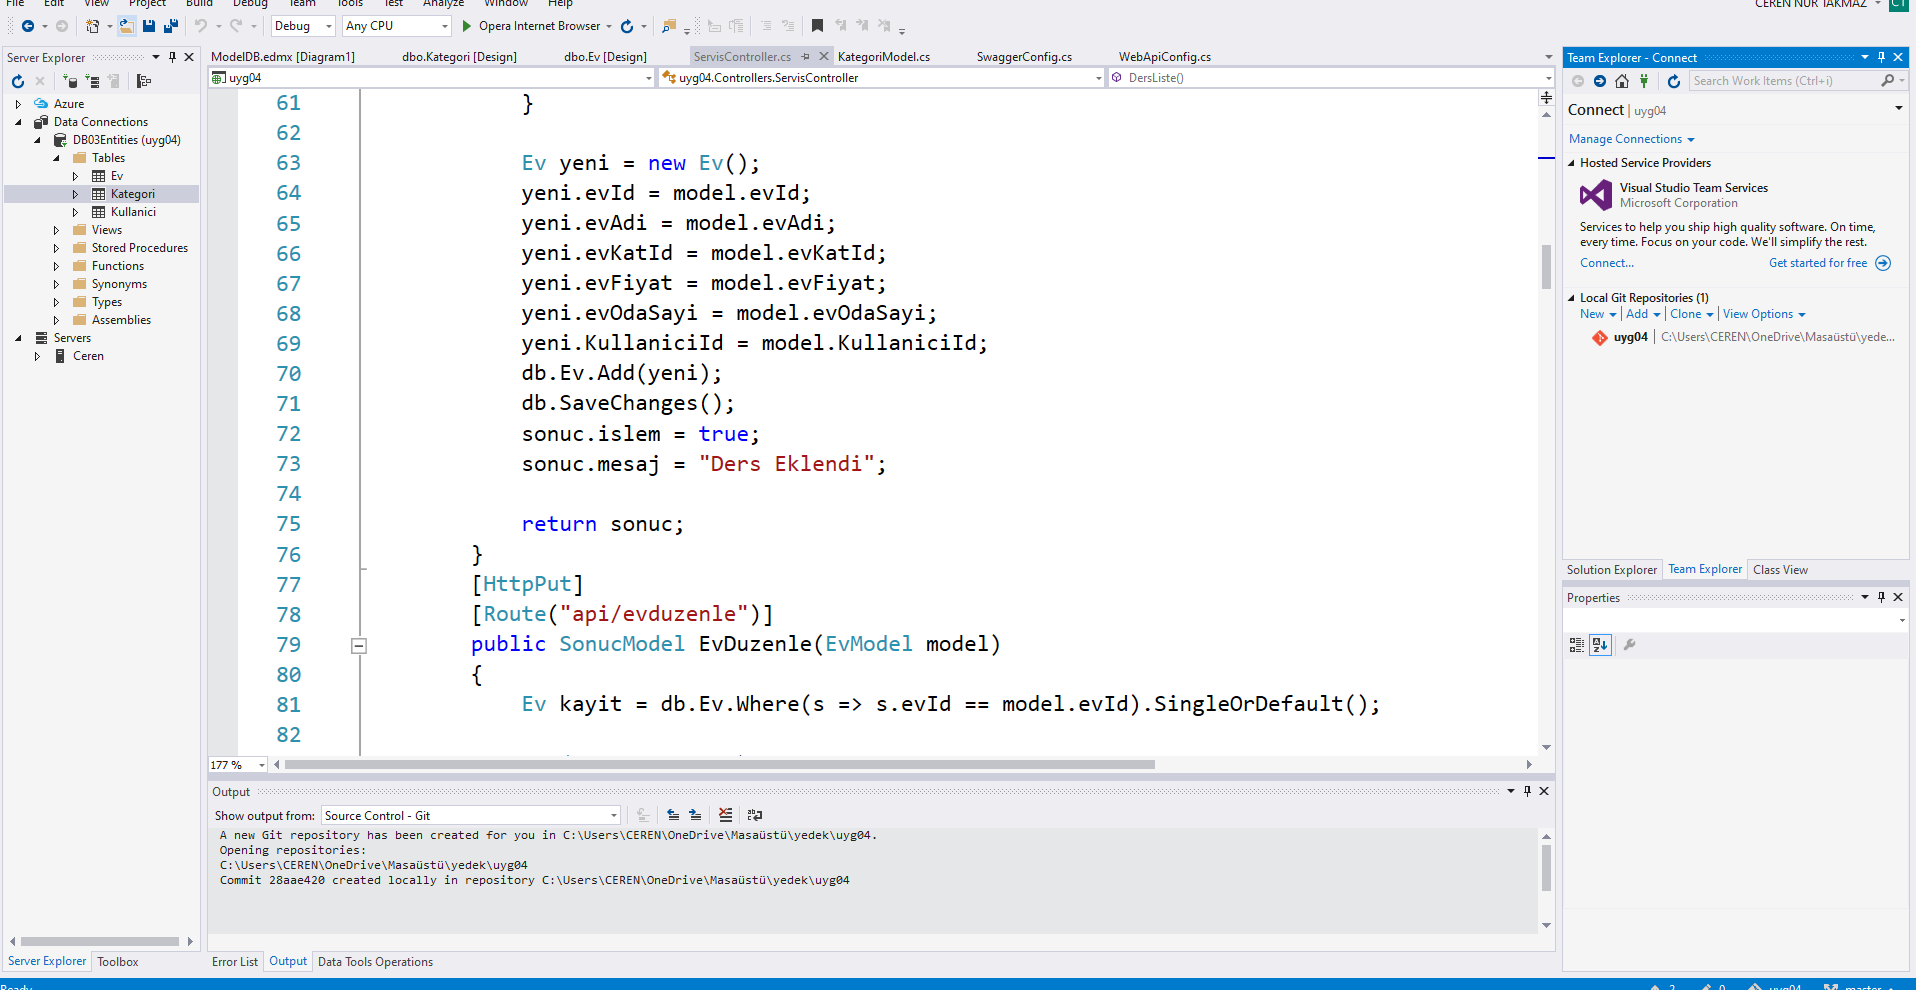 File Edit View Project Build Debug Team Tools Test Analyze Window Help
CEREN NUR TAKMAZ CT
Debug Any CPU Opera Internet Browser
Server Explorer
Azure
Data Connections
DB03Entities (uyg04)
Tables
Ev
Kategori
Kullanici
Views
Stored Procedures
Functions
Synonyms
Types
Assemblies
Servers
Ceren
Server Explorer Toolbox
ModelDB.edmx [Diagram1] dbo.Kategori [Design] dbo.Ev [Design] ServisController.cs KategoriModel.cs SwaggerConfig.cs WebApiConfig.cs
uyg04 uyg04.Controllers.ServisController DersListe()
61 }
62
63 Ev yeni = new Ev();
64 yeni.evId = model.evId;
65 yeni.evAdi = model.evAdi;
66 yeni.evKatId = model.evKatId;
67 yeni.evFiyat = model.evFiyat;
68 yeni.evOdaSayi = model.evOdaSayi;
69 yeni.KullaniciId = model.KullaniciId;
70 db.Ev.Add(yeni);
71 db.SaveChanges();
72 sonuc.islem = true;
73 sonuc.mesaj = "Ders Eklendi";
74
75 return sonuc;
76 }
77 [HttpPut]
78 [Route("api/evduzenle")]
79 public SonucModel EvDuzenle(EvModel model)
80 {
81 Ev kayit = db.Ev.Where(s => s.evId == model.evId).SingleOrDefault();
82
177 %
Output
Show output from: Source Control - Git
A new Git repository has been created for you in C:\Users\CEREN\OneDrive\Masaüstü\yedek\uyg04.
Opening repositories:
C:\Users\CEREN\OneDrive\Masaüstü\yedek\uyg04
Commit 28aae420 created locally in repository C:\Users\CEREN\OneDrive\Masaüstü\yedek\uyg04
Error List Output Data Tools Operations
Team Explorer - Connect
Search Work Items (Ctrl+i)
Connect | uyg04
Manage Connections
Hosted Service Providers
Visual Studio Team Services
Microsoft Corporation
Services to help you ship high quality software. On time,
every time. Focus on your code. We'll simplify the rest.
Connect... Get started for free
Local Git Repositories (1)
New | Add | Clone | View Options
uyg04 | C:\Users\CEREN\OneDrive\Masaüstü\yede...
Solution Explorer Team Explorer Class View
Properties
Ready
2 0 uyg04 master